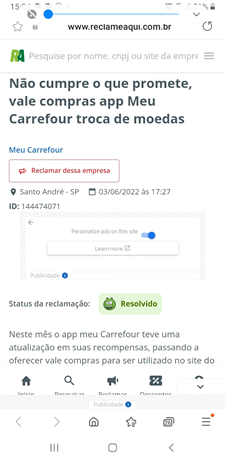 www.reclameaqui.com.br
RA Pesquise por nome, cnpj ou site da empre
Não cumpre o que promete,
vale compras app Meu
Carrefour troca de moedas
Meu Carrefour
Reclamar dessa empresa
Santo André - SP 03/06/2022 às 17:27
ID: 144474071
Personalize ads on this site
Learn more
Publicidade
Status da reclamação: Resolvido
Neste mês o app meu Carrefour teve uma
atualização em suas recompensas, passando a
oferecer vale compras para ser utilizado no site do
Início Pesquisar Reclamar Descontos
Publicidade